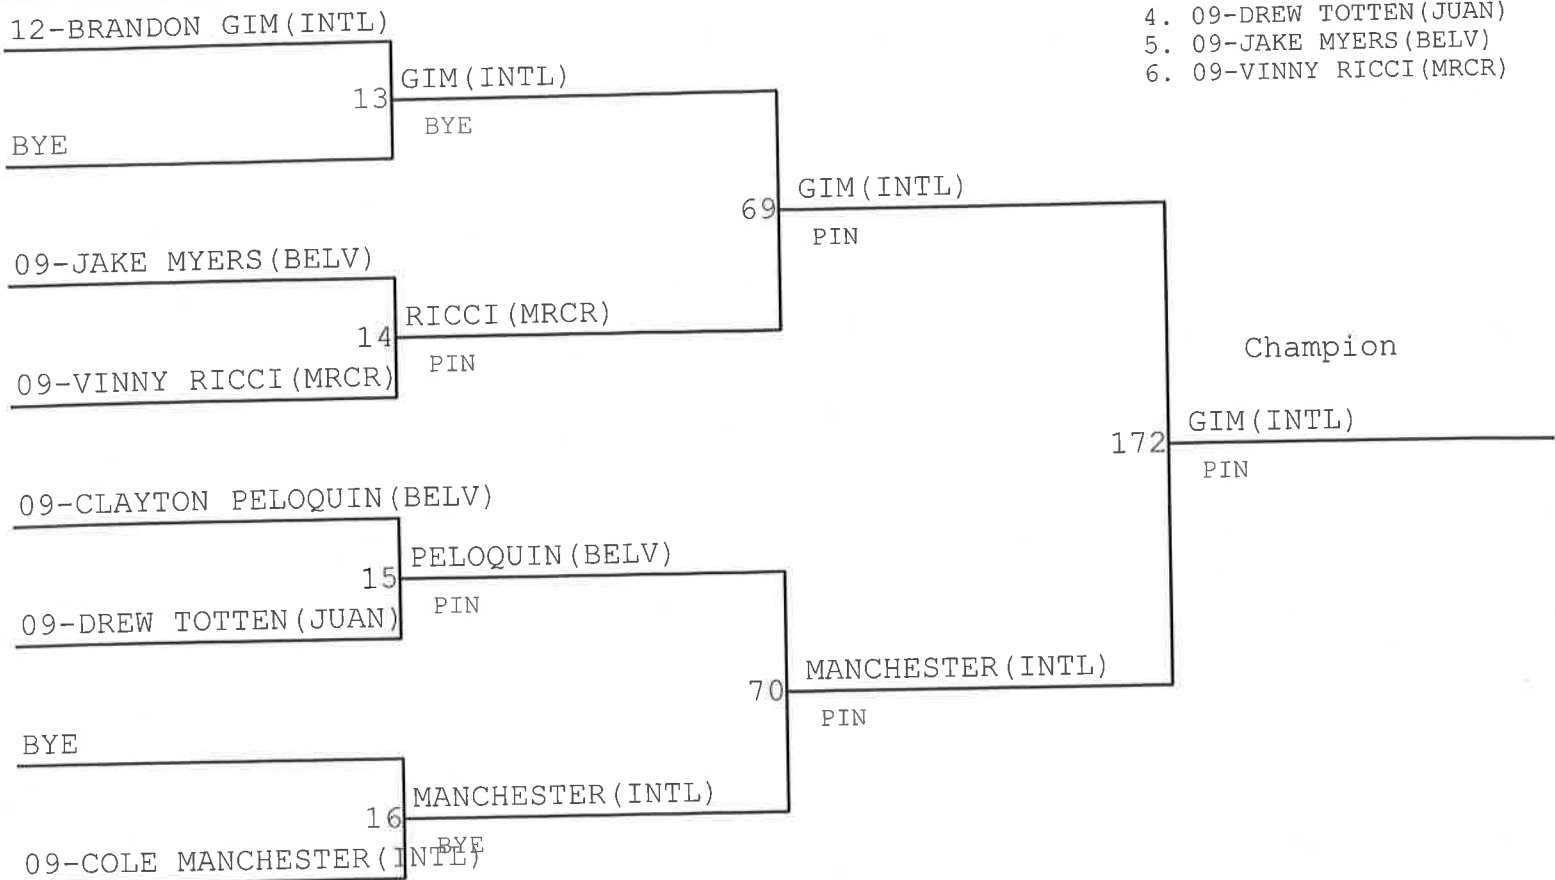 12-BRANDON GIM(INTL)
13
GIM(INTL)
BYE
BYE
69
GIM(INTL)
PIN
09-JAKE MYERS(BELV)
14
RICCI(MRCR)
PIN
09-VINNY RICCI(MRCR)
Champion
172
GIM(INTL)
PIN
09-CLAYTON PELOQUIN(BELV)
15
PELOQUIN(BELV)
PIN
09-DREW TOTTEN(JUAN)
70
MANCHESTER(INTL)
PIN
BYE
16
MANCHESTER(INTL)
BYE
09-COLE MANCHESTER(INTL)
4. 09-DREW TOTTEN(JUAN)
5. 09-JAKE MYERS(BELV)
6. 09-VINNY RICCI(MRCR)